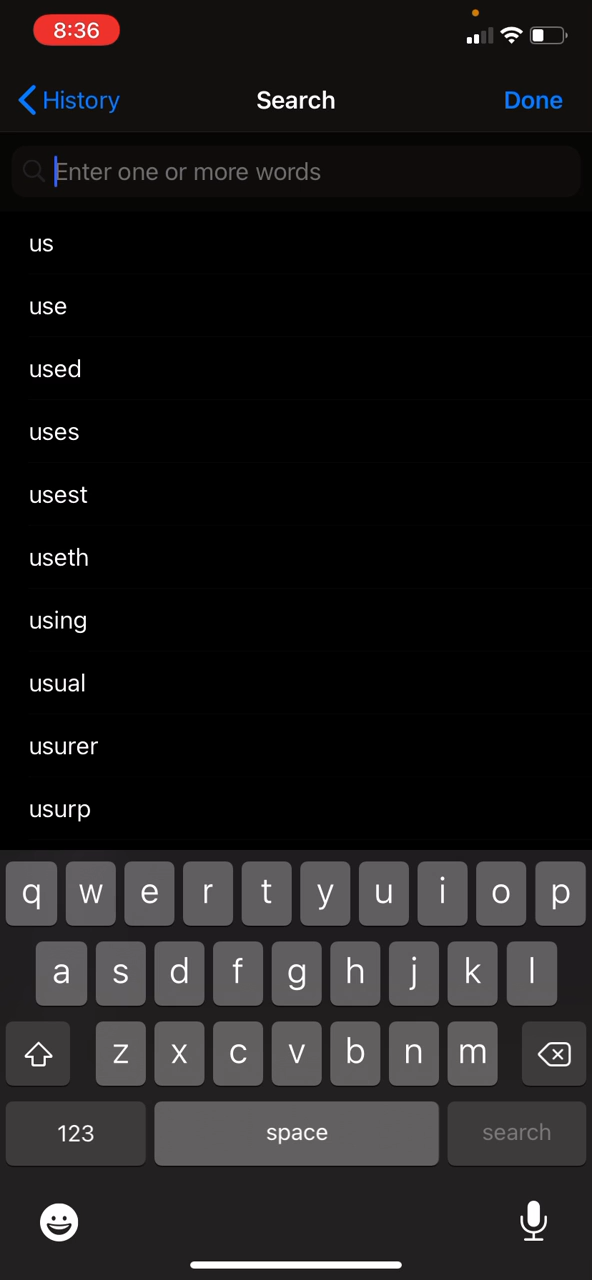 8:36
History Search Done
Enter one or more words
us
use
used
uses
usest
useth
using
usual
usurer
usurp
q w e r t y u i o p
a s d f g h j k l
z x c v b n m
123 space search